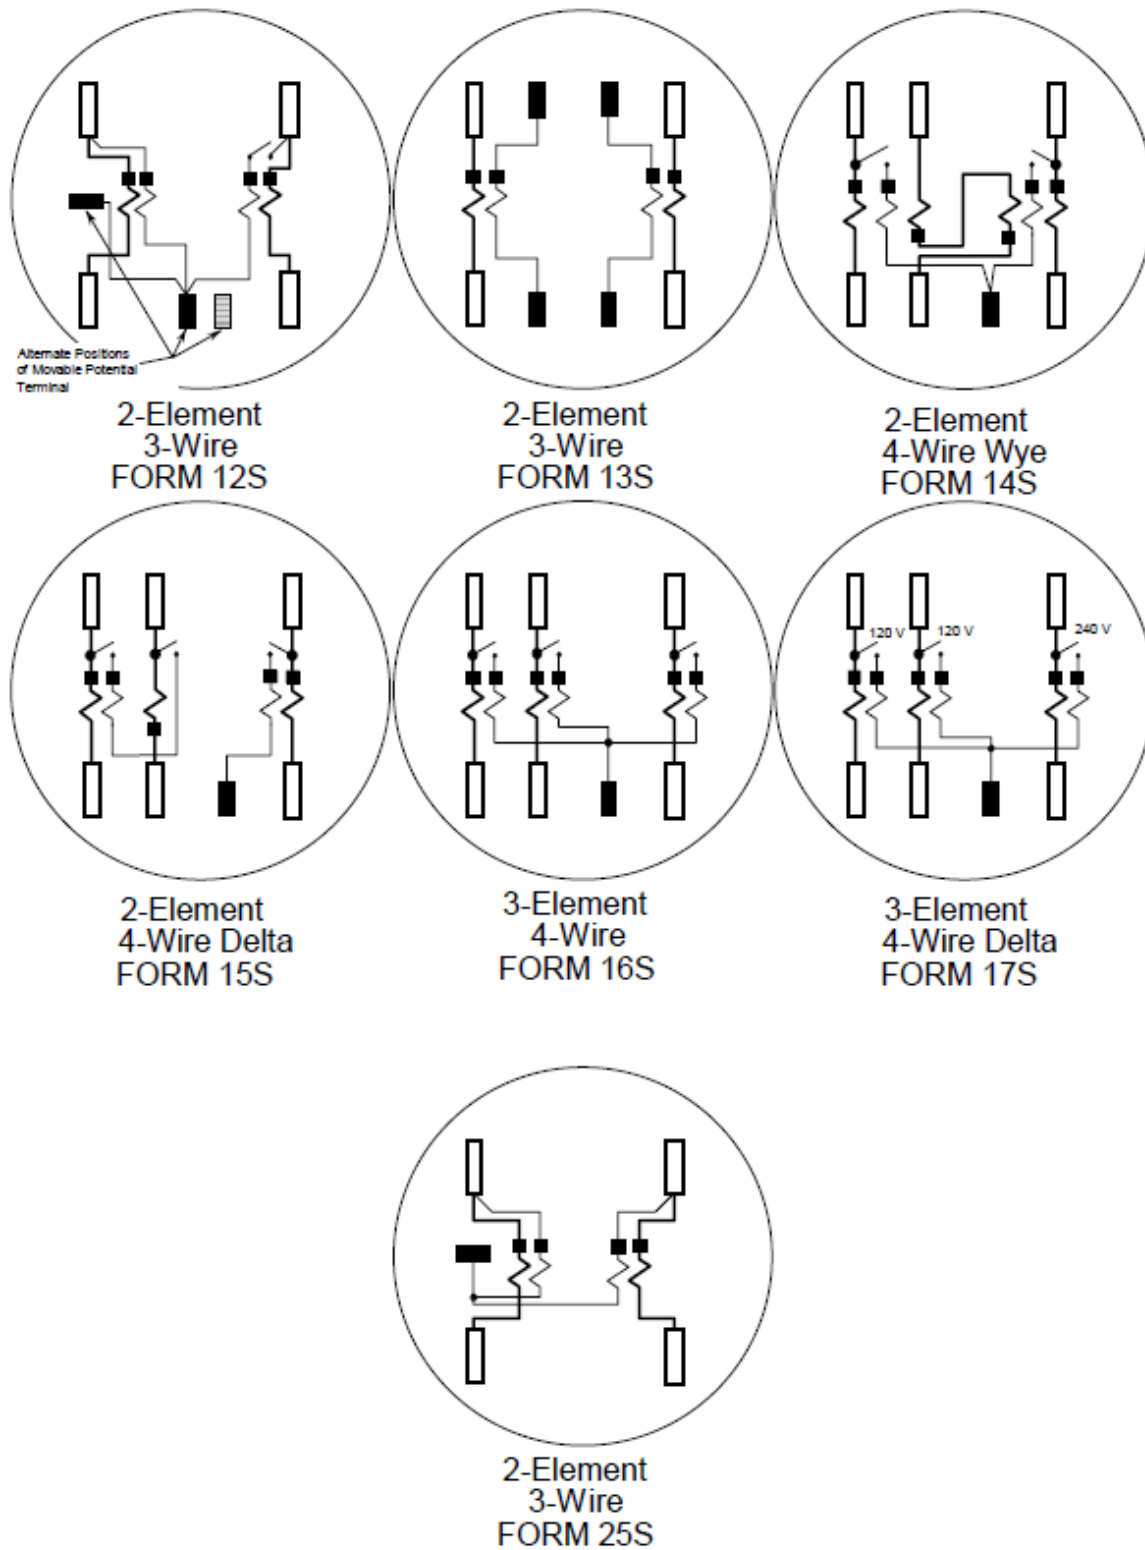 Alternate Positions
of Movable Potential
Terminal
2-Element
3-Wire
FORM 12S
2-Element
3-Wire
FORM 13S
2-Element
4-Wire Wye
FORM 14S
120 V
120 V
240 V
2-Element
4-Wire Delta
FORM 15S
3-Element
4-Wire
FORM 16S
3-Element
4-Wire Delta
FORM 17S
2-Element
3-Wire
FORM 25S